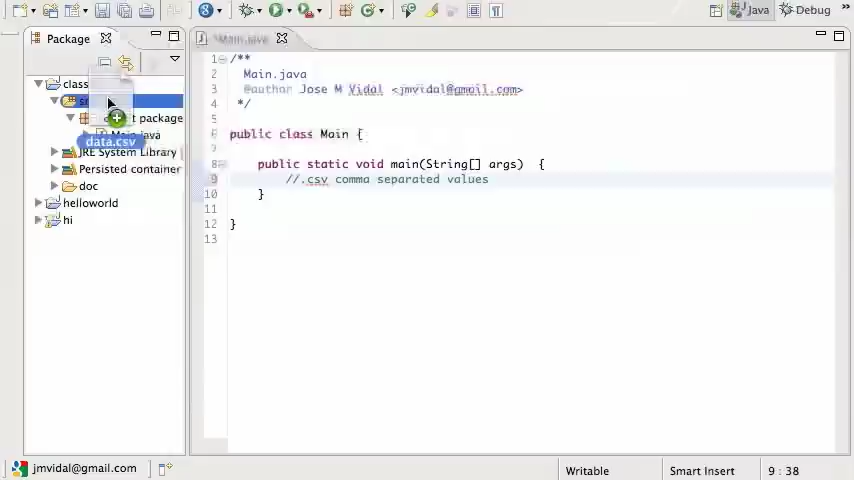 Java
Debug
Package
class
data.csv
package
Main.java
JRE System Library
Persisted container
doc
helloworld
hi
*Main.java
1 /**
2 Main.java
3 @author Jose M Vidal <jmvidal@gmail.com>
4 */
5
6 public class Main {
7
8 public static void main(String[] args) {
9 //.csv comma separated values
10 }
11
12 }
13
jmvidal@gmail.com
Writable
Smart Insert
9 : 38